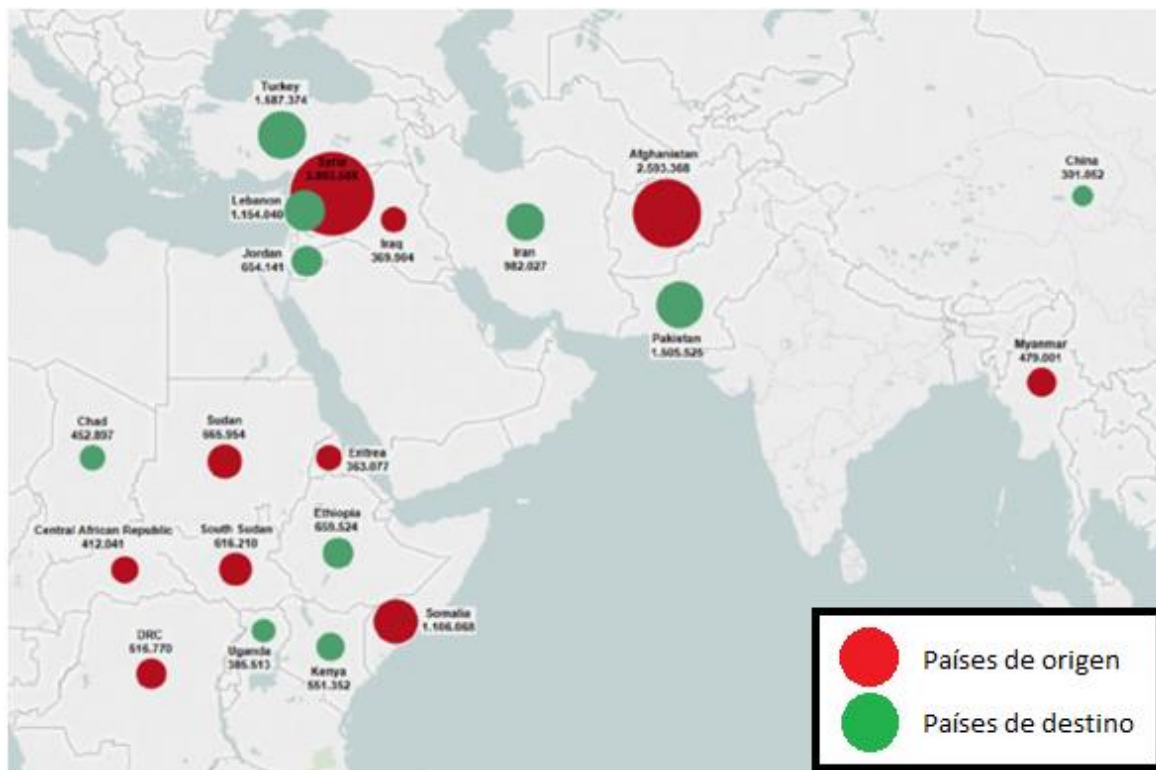 Turkey
1.587.374
Lebanon
1.154.040
Jordan
654.141
Iraq
369.904
Iran
982.027
Afghanistan
2.593.368
Pakistan
1.505.525
China
301.052
Myanmar
479.001
Chad
452.897
Sudan
665.954
Eritrea
363.077
Ethiopia
659.524
Central African Republic
412.041
South Sudan
616.210
Somalia
1.106.068
DRC
516.770
Uganda
385.513
Kenya
551.352
Países de origen
Países de destino